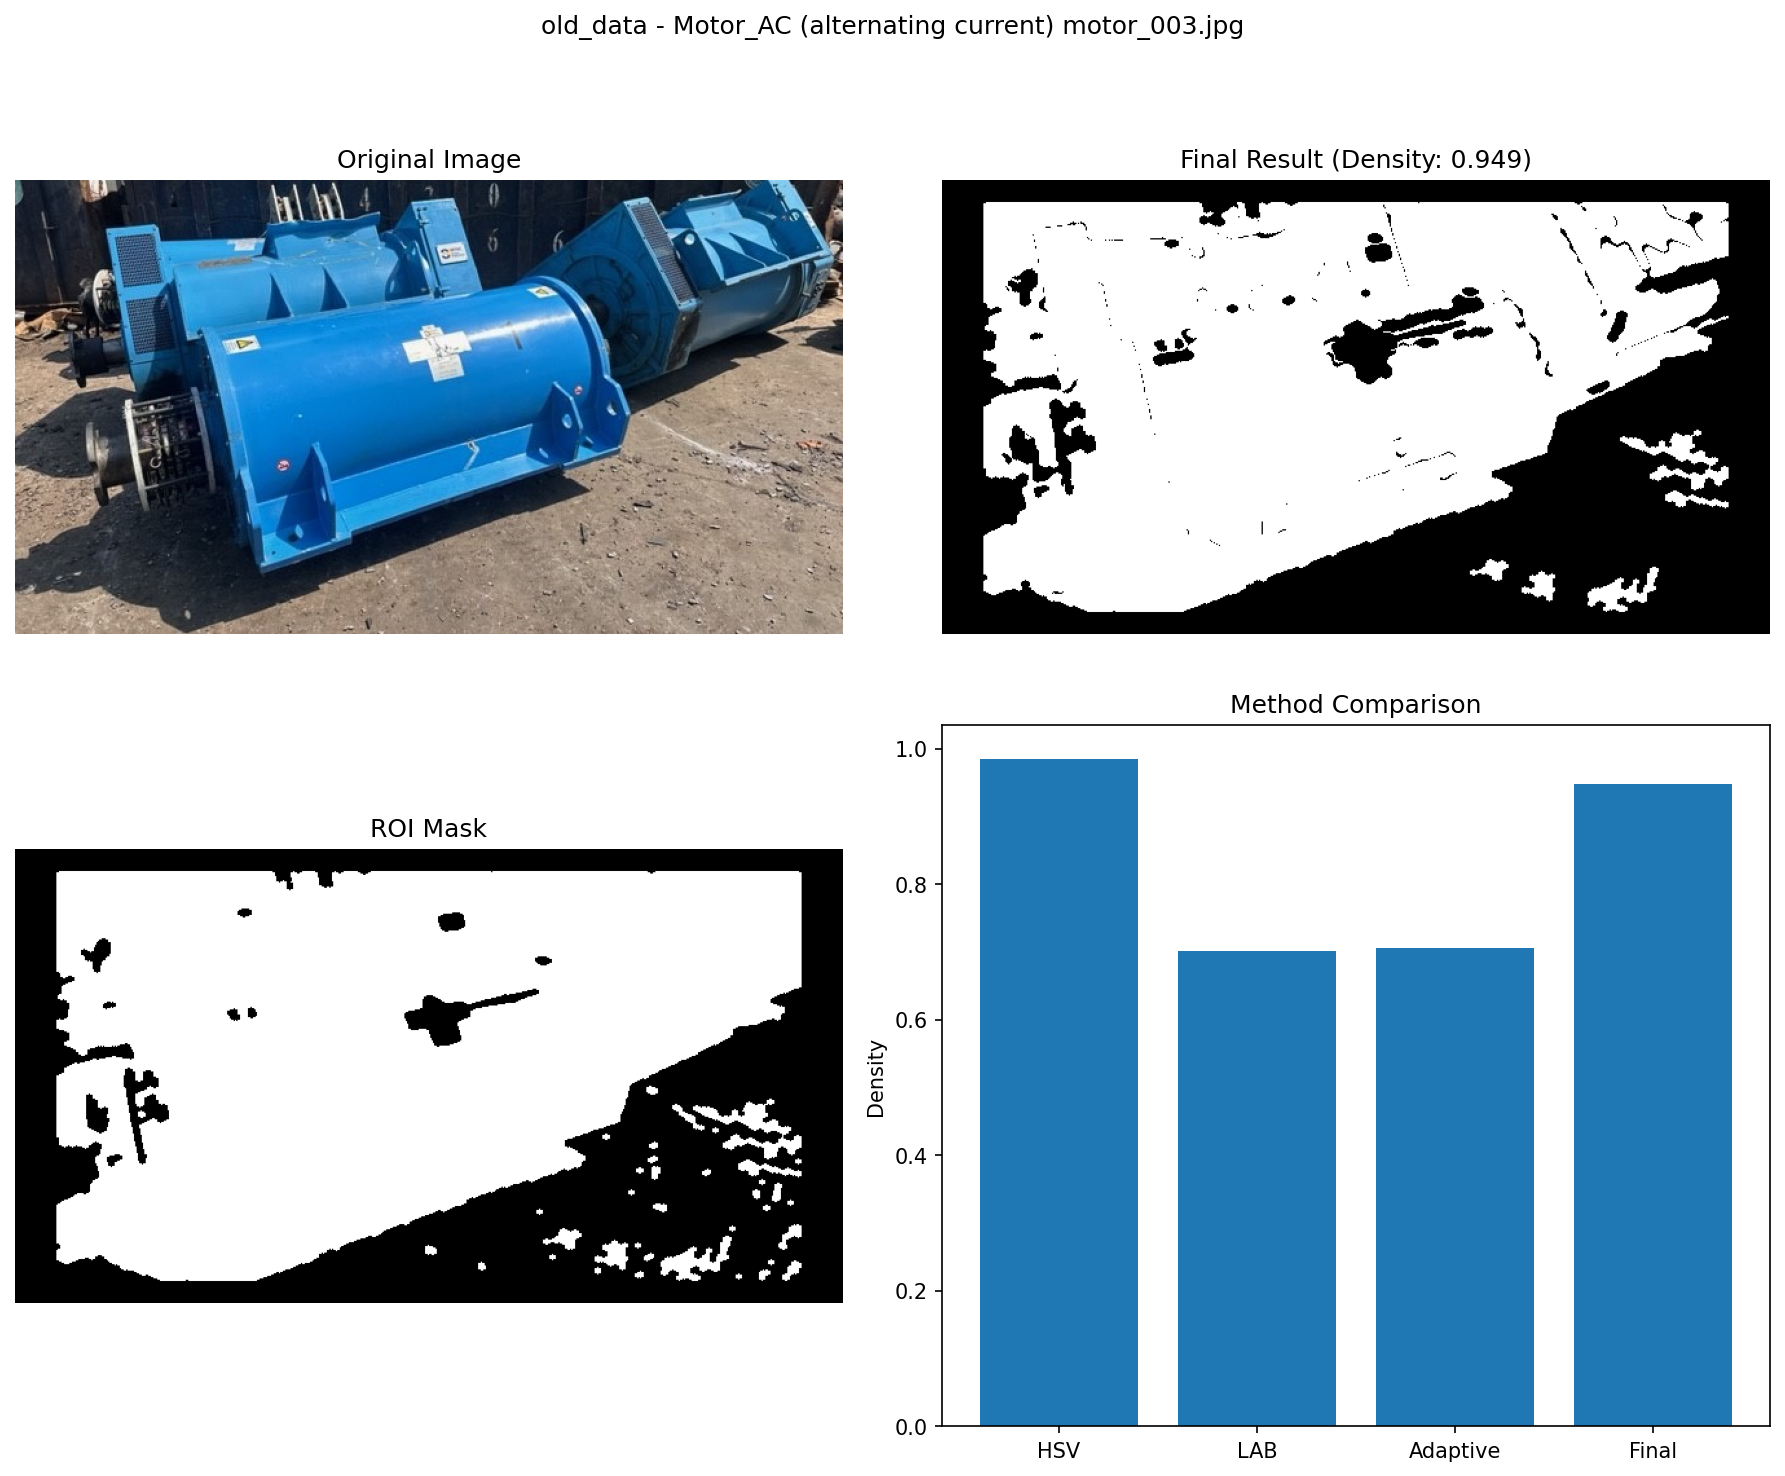 old_data - Motor_AC (alternating current) motor_003.jpg
Original Image
Final Result (Density: 0.949)
ROI Mask
Method Comparison
Density
1.0
0.8
0.6
0.4
0.2
0.0
HSV
LAB
Adaptive
Final